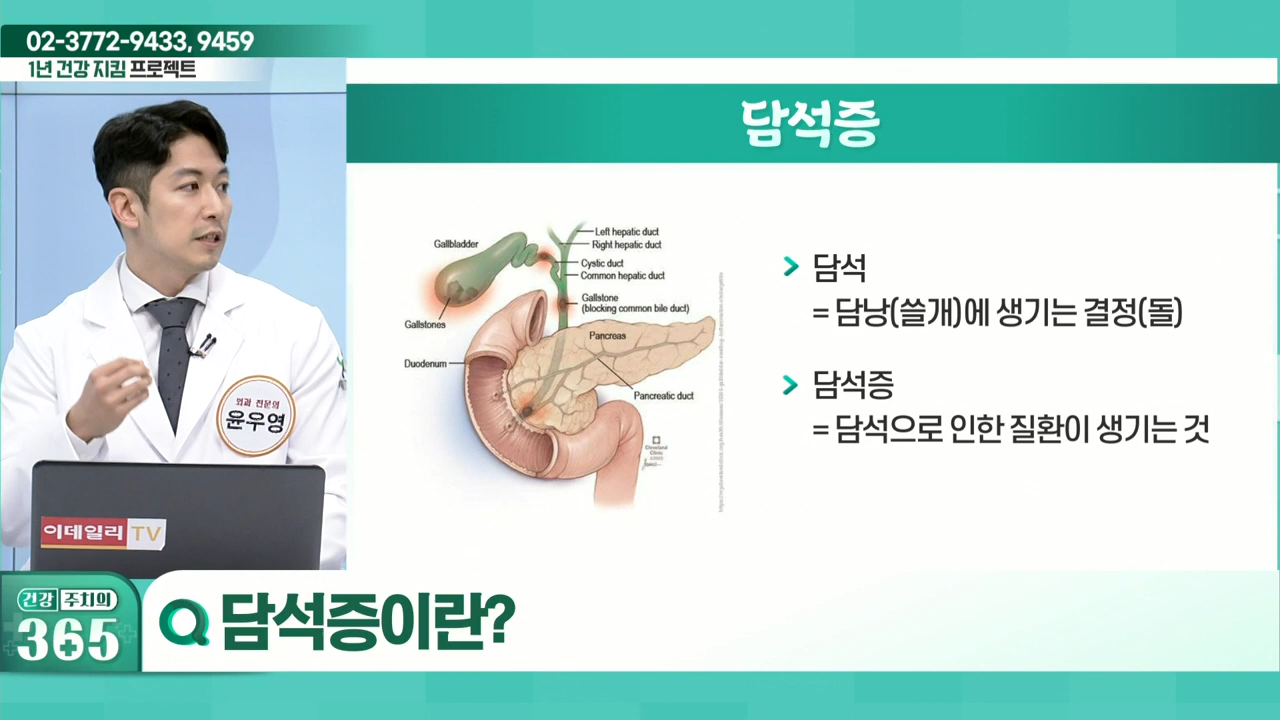 02-3772-9433, 9459
1년 건강 지킴 프로젝트
담석증
Left hepatic duct
Right hepatic duct
Gallbladder
Cystic duct
Common hepatic duct
Gallstone
(blocking common bile duct)
Gallstones
Pancreas
Duodenum
Pancreatic duct
Cleveland
Clinic
담석
= 담낭(쓸개)에 생기는 결정(돌)
담석증
= 담석으로 인한 질환이 생기는 것
외과 전문의
윤우영
이데일리 TV
건강 주치의
365
Q 담석증이란?